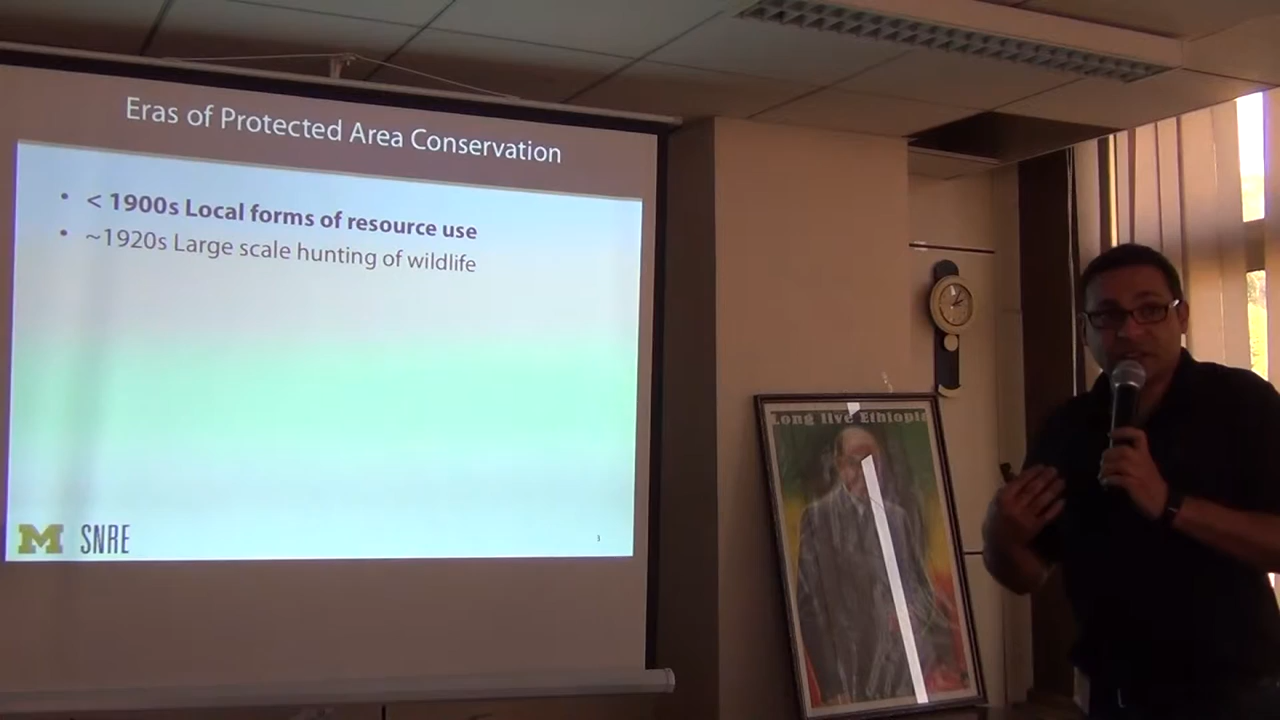 Eras of Protected Area Conservation
• < 1900s Local forms of resource use
• ~1920s Large scale hunting of wildlife
M SNRE
3
Long live Ethiopia